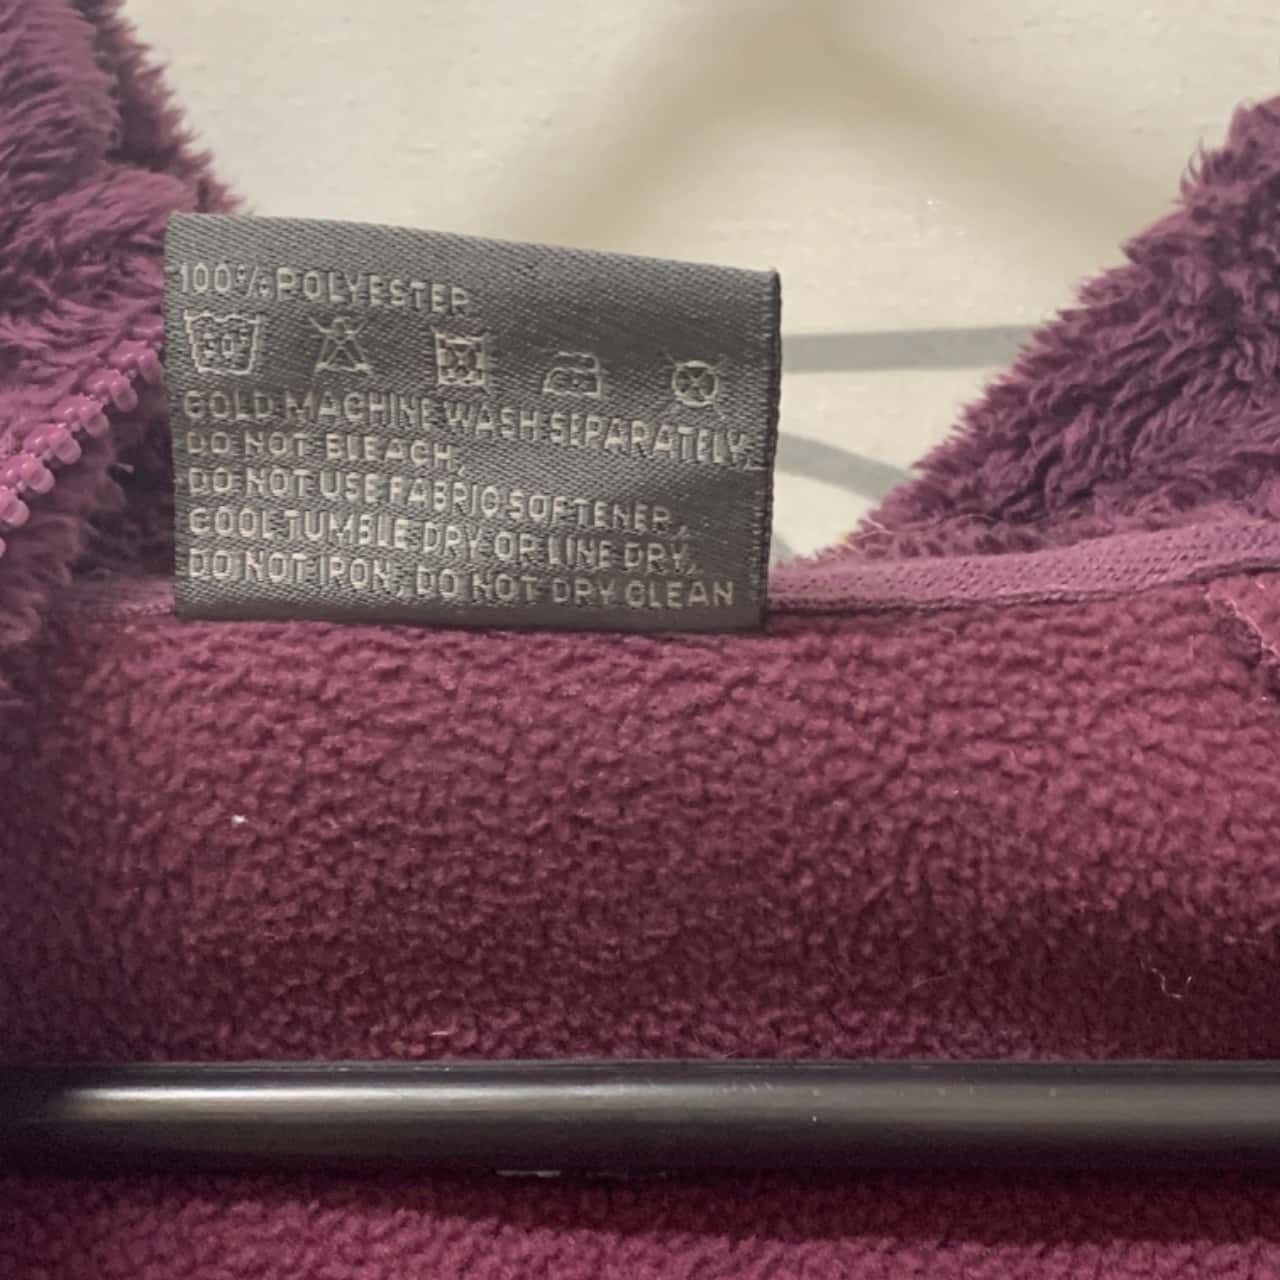 100% POLYESTER
30°
COLD MACHINE WASH SEPARATELY,
DO NOT BLEACH,
DO NOT USE FABRIC SOFTENER,
COOL TUMBLE DRY OR LINE DRY,
DO NOT IRON, DO NOT DRY CLEAN